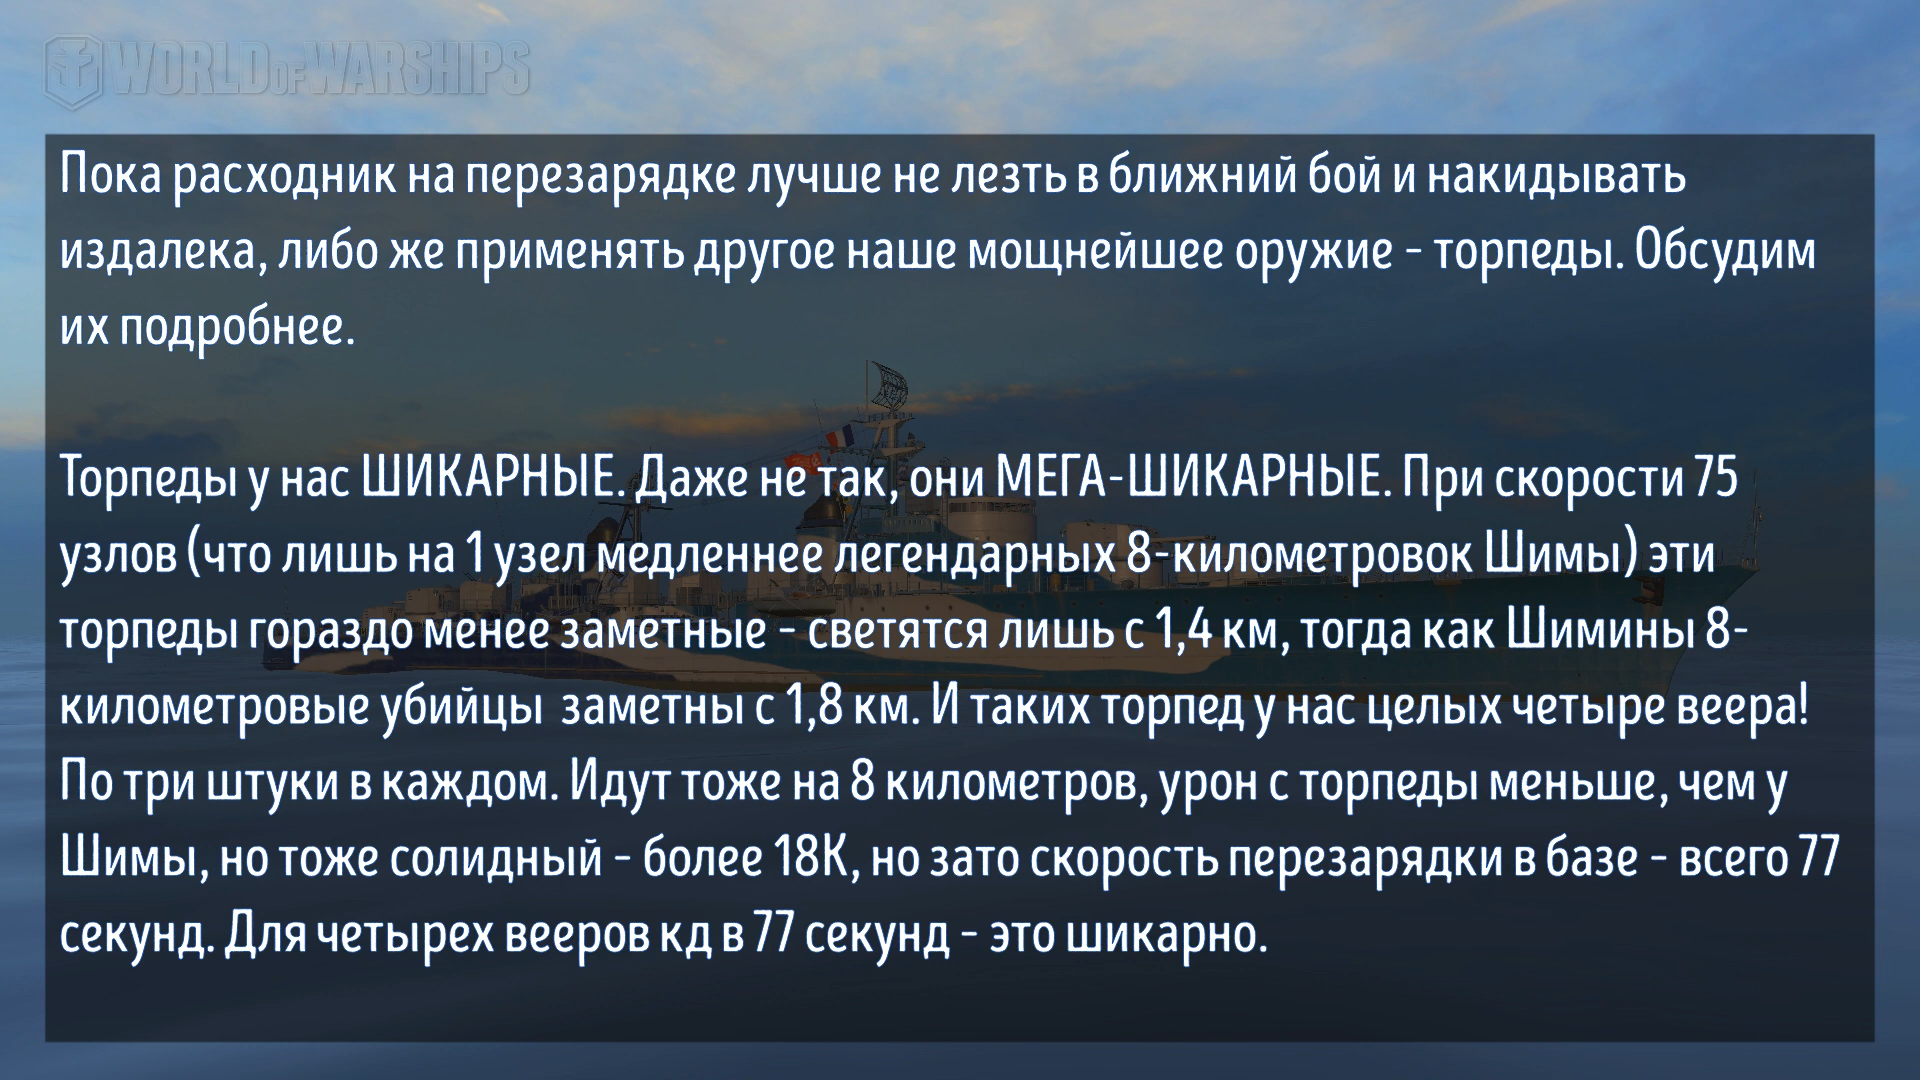 WORLD OF WARSHIPS
Пока расходник на перезарядке лучше не лезть в ближний бой и накидывать
издалека, либо же применять другое наше мощнейшее оружие - торпеды. Обсудим
их подробнее.
Торпеды у нас ШИКАРНЫЕ. Даже не так, они МЕГА-ШИКАРНЫЕ. При скорости 75
узлов (что лишь на 1 узел медленнее легендарных 8-километровок Шимы) эти
торпеды гораздо менее заметные - светятся лишь с 1,4 км, тогда как Шимины 8-
километровые убийцы  заметны с 1,8 км. И таких торпед у нас целых четыре веера!
По три штуки в каждом. Идут тоже на 8 километров, урон с торпеды меньше, чем у
Шимы, но тоже солидный - более 18К, но зато скорость перезарядки в базе - всего 77
секунд. Для четырех вееров кд в 77 секунд - это шикарно.